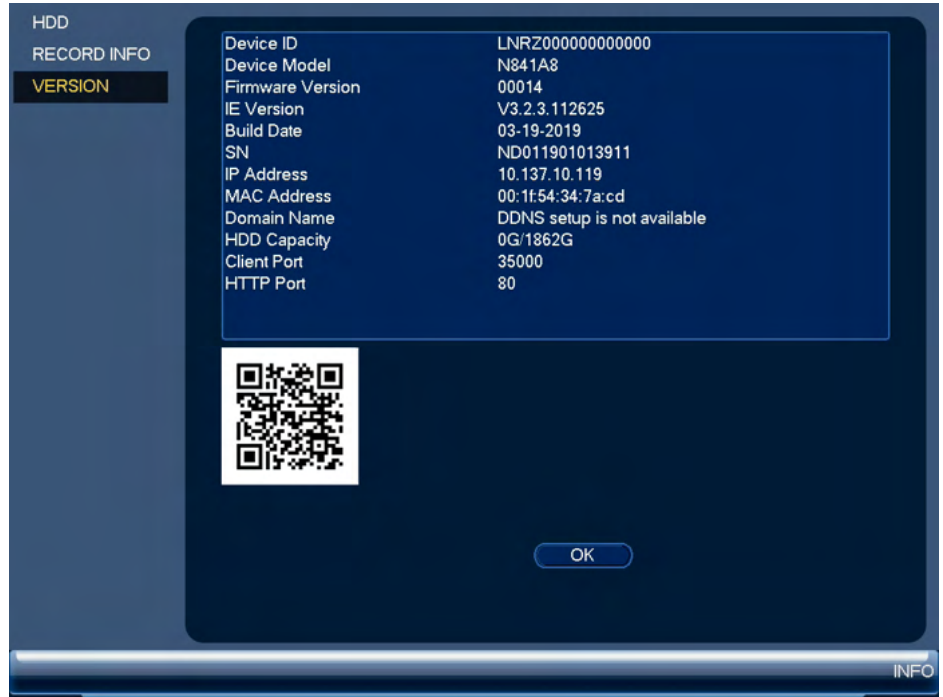 HDD
RECORD INFO
VERSION
Device ID LNRZ000000000000
Device Model N841A8
Firmware Version 00014
IE Version V3.2.3.112625
Build Date 03-19-2019
SN ND011901013911
IP Address 10.137.10.119
MAC Address 00:1f:54:34:7a:cd
Domain Name DDNS setup is not available
HDD Capacity 0G/1862G
Client Port 35000
HTTP Port 80
OK
INFO